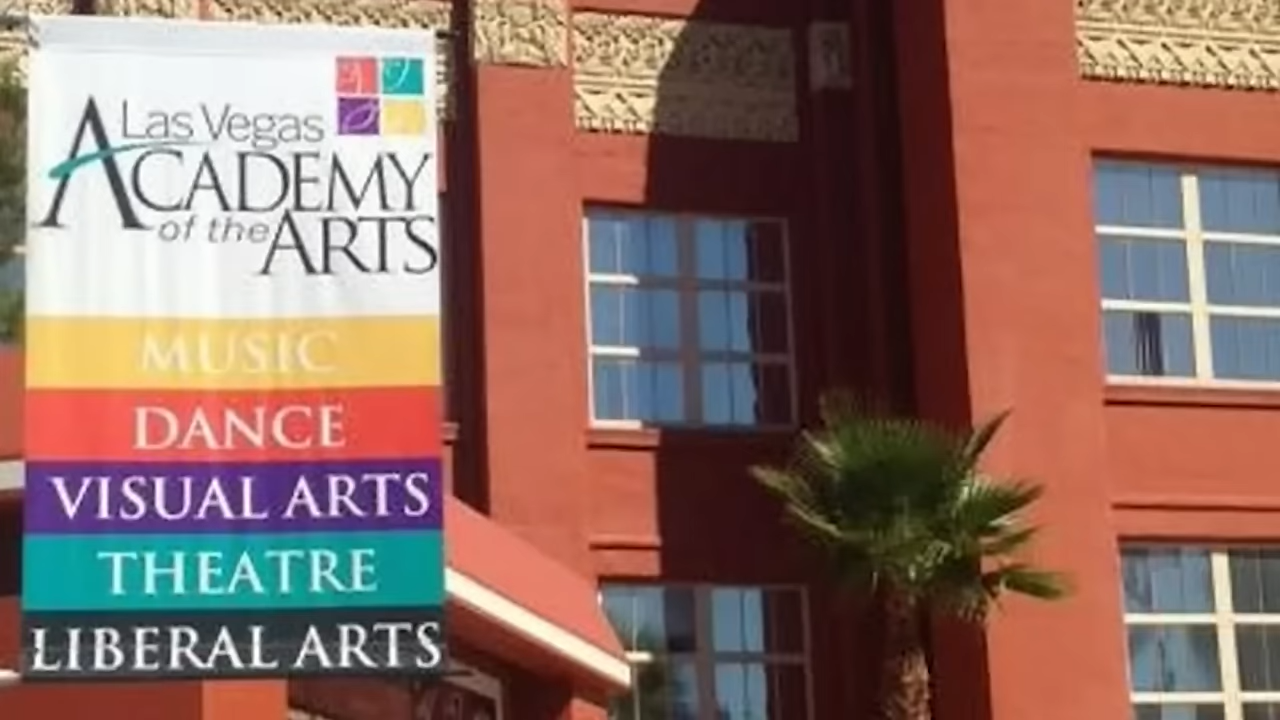 Las Vegas
ACADEMY
of the ARTS
MUSIC
DANCE
VISUAL ARTS
THEATRE
LIBERAL ARTS